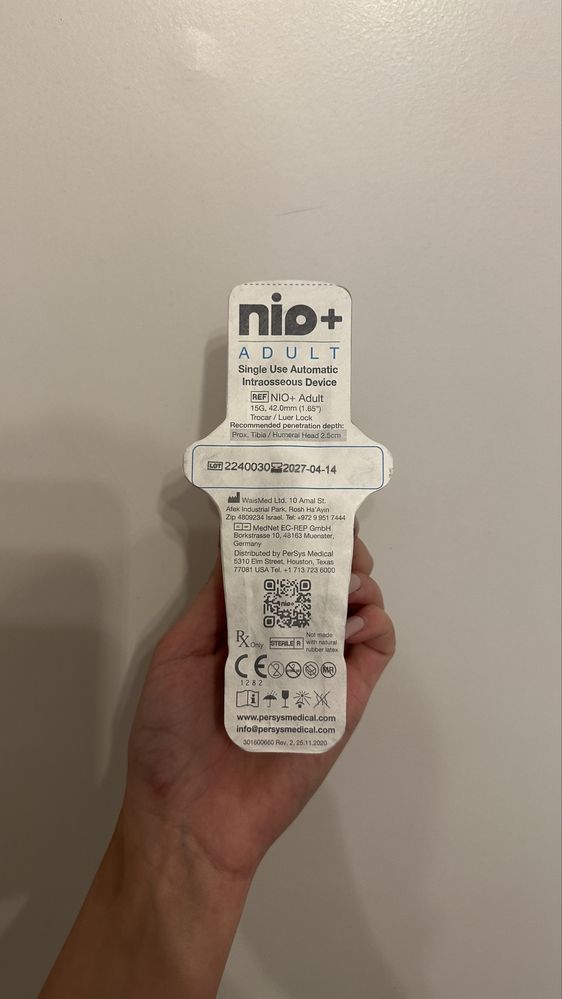 nio+
ADULT
Single Use Automatic
Intraosseous Device
REF NIO+ Adult
15G, 42.0mm (1.65")
Trocar / Luer Lock
Recommended penetration depth:
Prox. Tibia / Humeral Head 2.5cm
LOT 2240030 2027-04-14
WaisMed Ltd. 10 Amal St.
Afek Industrial Park, Rosh Ha'Ayin
Zip 4809234 Israel. Tel: +972 9 951 7444
MedNet EC-REP GmbH
Borkstrasse 10, 48163 Muenster,
Germany
Distributed by PerSys Medical
5310 Elm Street, Houston, Texas
77081 USA Tel. +1 713 723 6000
nio+
Rx Only STERILE R
Not made
with natural
rubber latex
CE MR
1282
www.persysmedical.com
info@persysmedical.com
301600660 Rev. 2, 25.11.2020